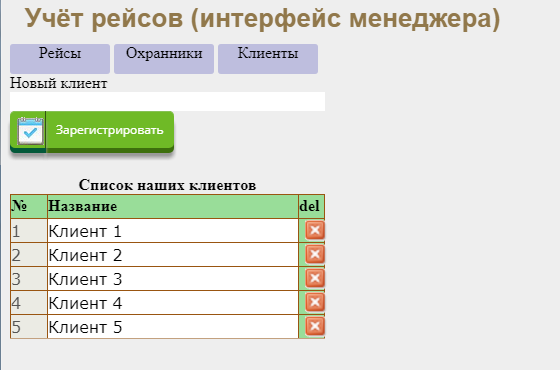 Учёт рейсов (интерфейс менеджера)
Рейсы Охранники Клиенты
Новый клиент
Зарегистрировать
Список наших клиентов
№ Название del
1 Клиент 1
2 Клиент 2
3 Клиент 3
4 Клиент 4
5 Клиент 5